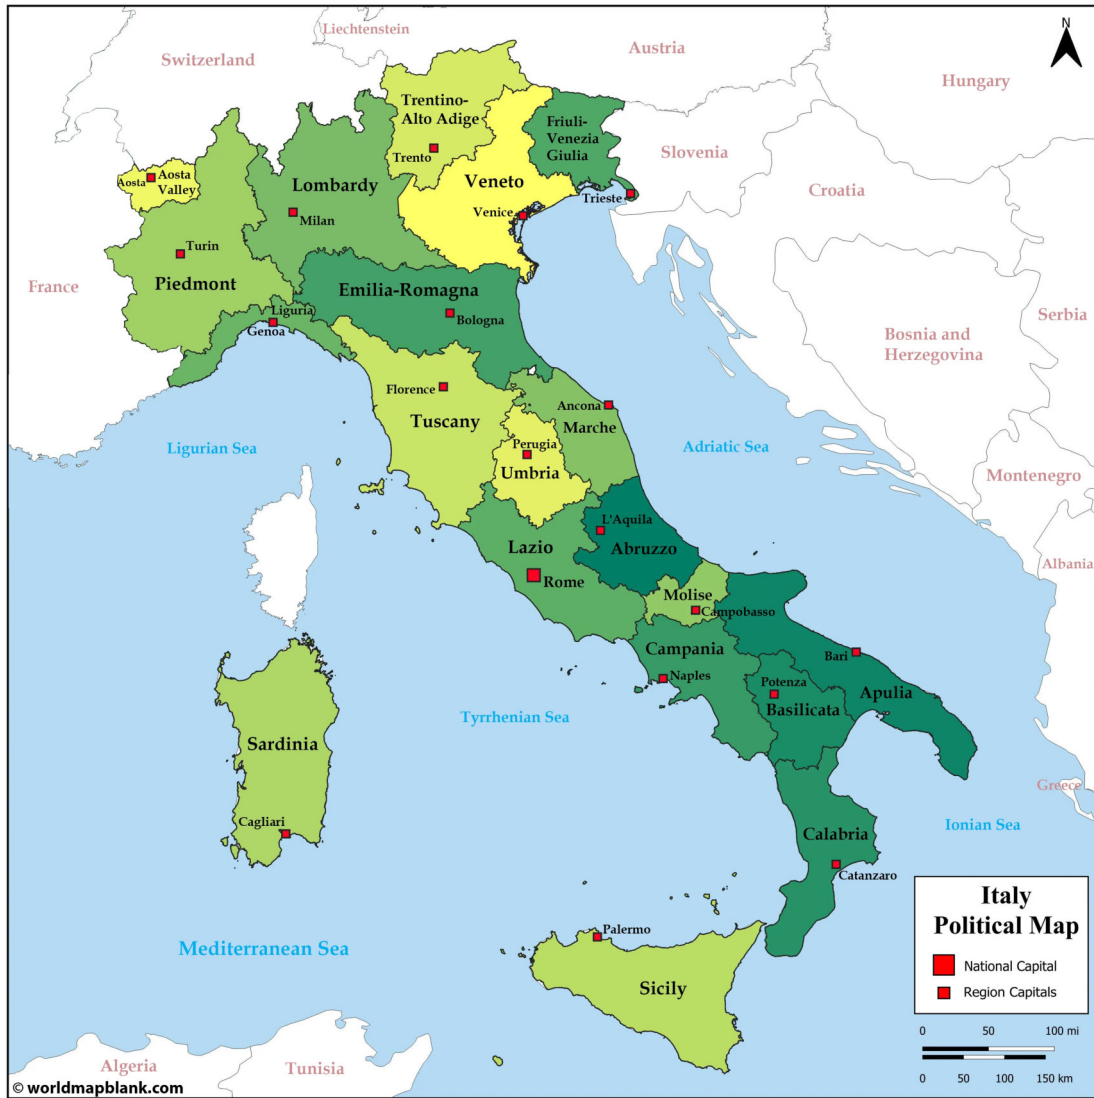 N
Liechtenstein
Switzerland
Austria
Hungary
Trentino-
Alto Adige
Trento
Friuli-
Venezia
Giulia
Slovenia
Aosta
Aosta
Valley
Lombardy
Veneto
Trieste
Croatia
Milan
Venice
Turin
Piedmont
France
Emilia-Romagna
Liguria
Genoa
Bologna
Serbia
Bosnia and
Herzegovina
Florence
Tuscany
Ancona
Marche
Ligurian Sea
Perugia
Umbria
Adriatic Sea
Montenegro
L'Aquila
Abruzzo
Lazio
Rome
Albania
Molise
Campobasso
Campania
Naples
Bari
Potenza
Basilicata
Apulia
Tyrrhenian Sea
Sardinia
Cagliari
Greece
Ionian Sea
Calabria
Catanzaro
Mediterranean Sea
Palermo
Sicily
Italy
Political Map
National Capital
Region Capitals
0 50 100 mi
0 50 100 150 km
Algeria
Tunisia
© worldmapblank.com